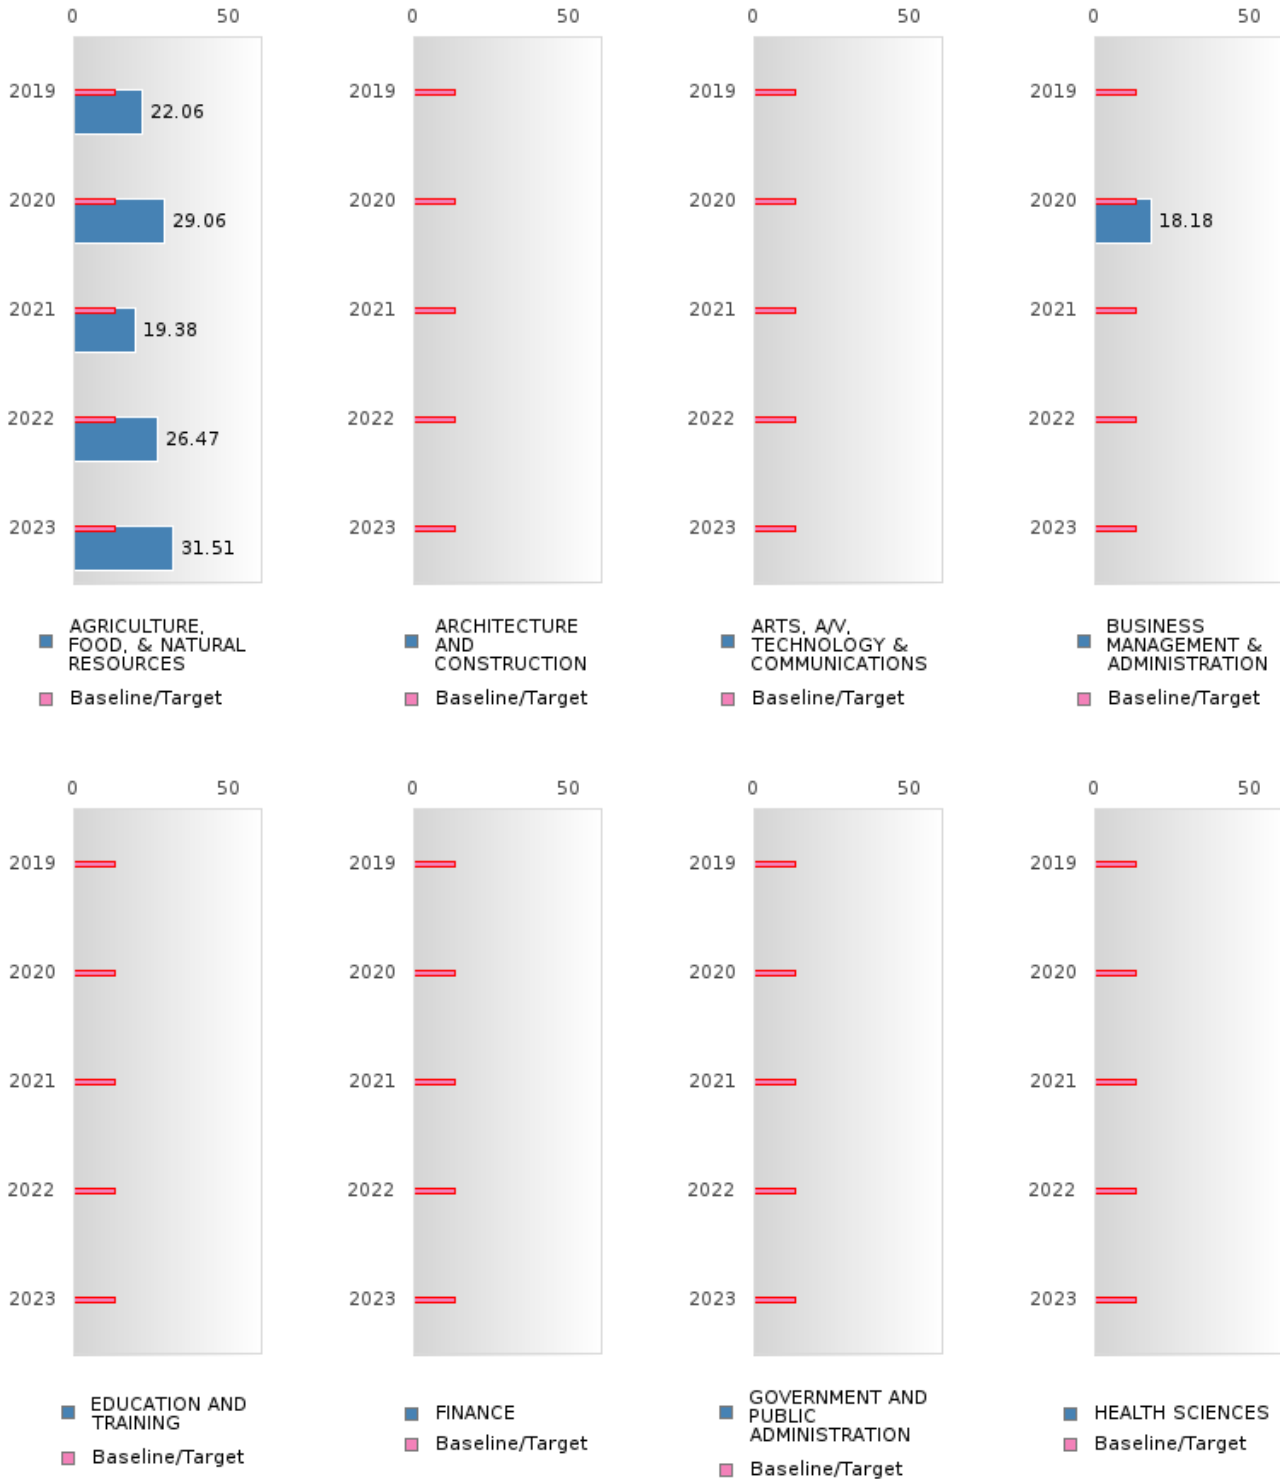 0 50
2019
22.06
2020
29.06
2021
19.38
2022
26.47
2023
31.51
AGRICULTURE,
FOOD, & NATURAL
RESOURCES
Baseline/Target
0 50
2019
2020
2021
2022
2023
ARCHITECTURE
AND
CONSTRUCTION
Baseline/Target
0 50
2019
2020
2021
2022
2023
ARTS, A/V,
TECHNOLOGY &
COMMUNICATIONS
Baseline/Target
0 50
2019
2020
18.18
2021
2022
2023
BUSINESS
MANAGEMENT &
ADMINISTRATION
Baseline/Target
0 50
2019
2020
2021
2022
2023
EDUCATION AND
TRAINING
Baseline/Target
0 50
2019
2020
2021
2022
2023
FINANCE
Baseline/Target
0 50
2019
2020
2021
2022
2023
GOVERNMENT AND
PUBLIC
ADMINISTRATION
Baseline/Target
0 50
2019
2020
2021
2022
2023
HEALTH SCIENCES
Baseline/Target